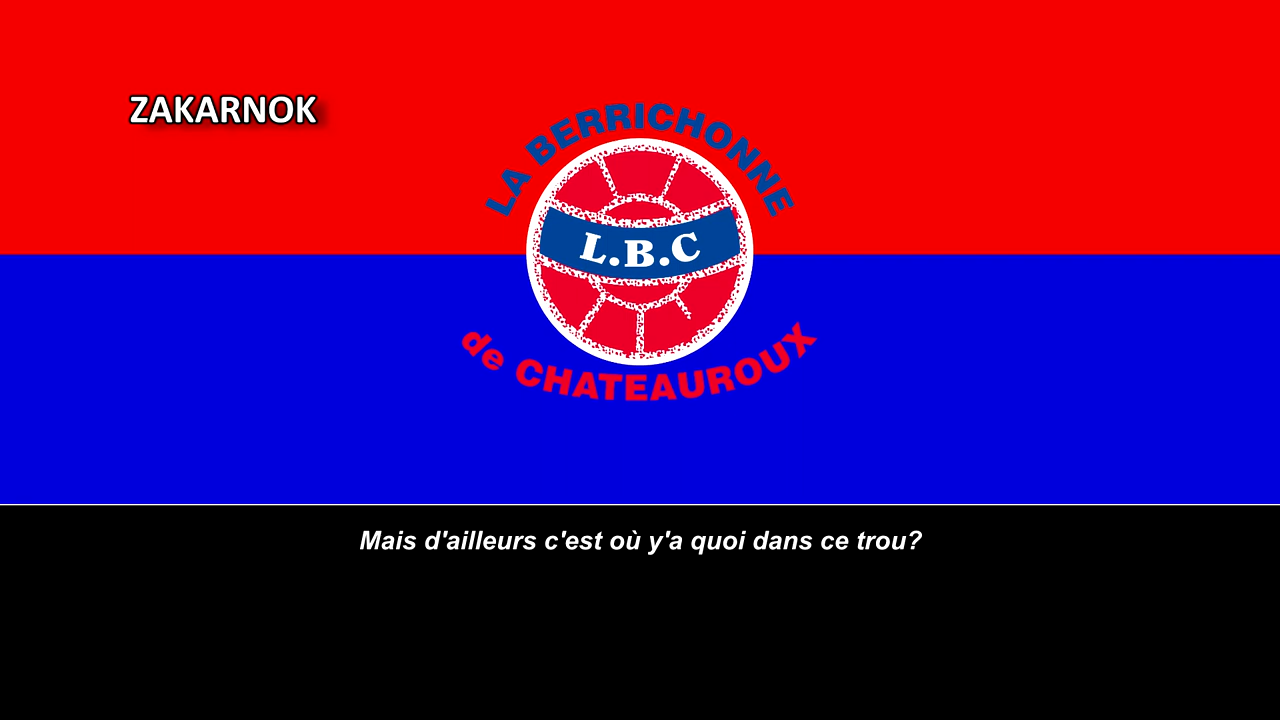 ZAKARNOK
LA BERRICHONNE
L.B.C
de CHATEAUROUX
Mais d'ailleurs c'est où y'a quoi dans ce trou?